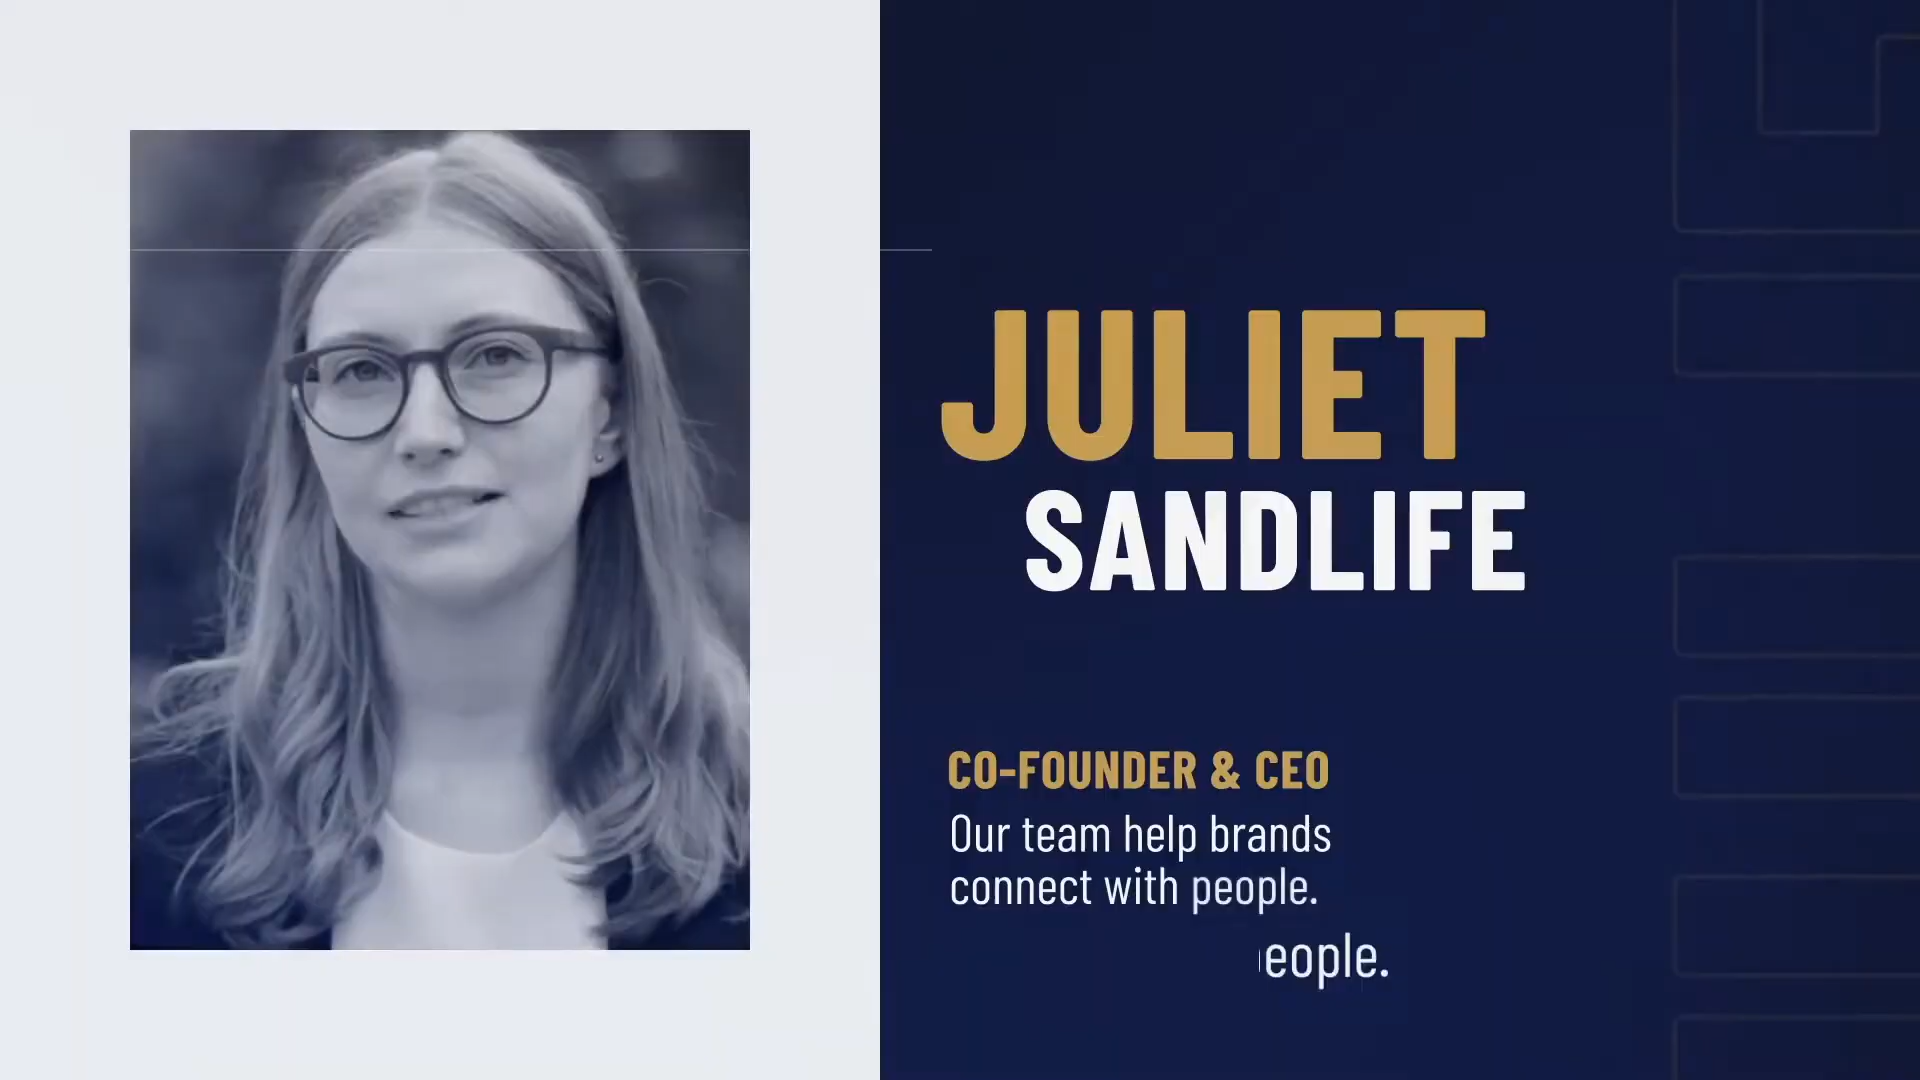 JULIET
SANDLIFE
CO-FOUNDER & CEO
Our team help brands
connect with people.
eople.